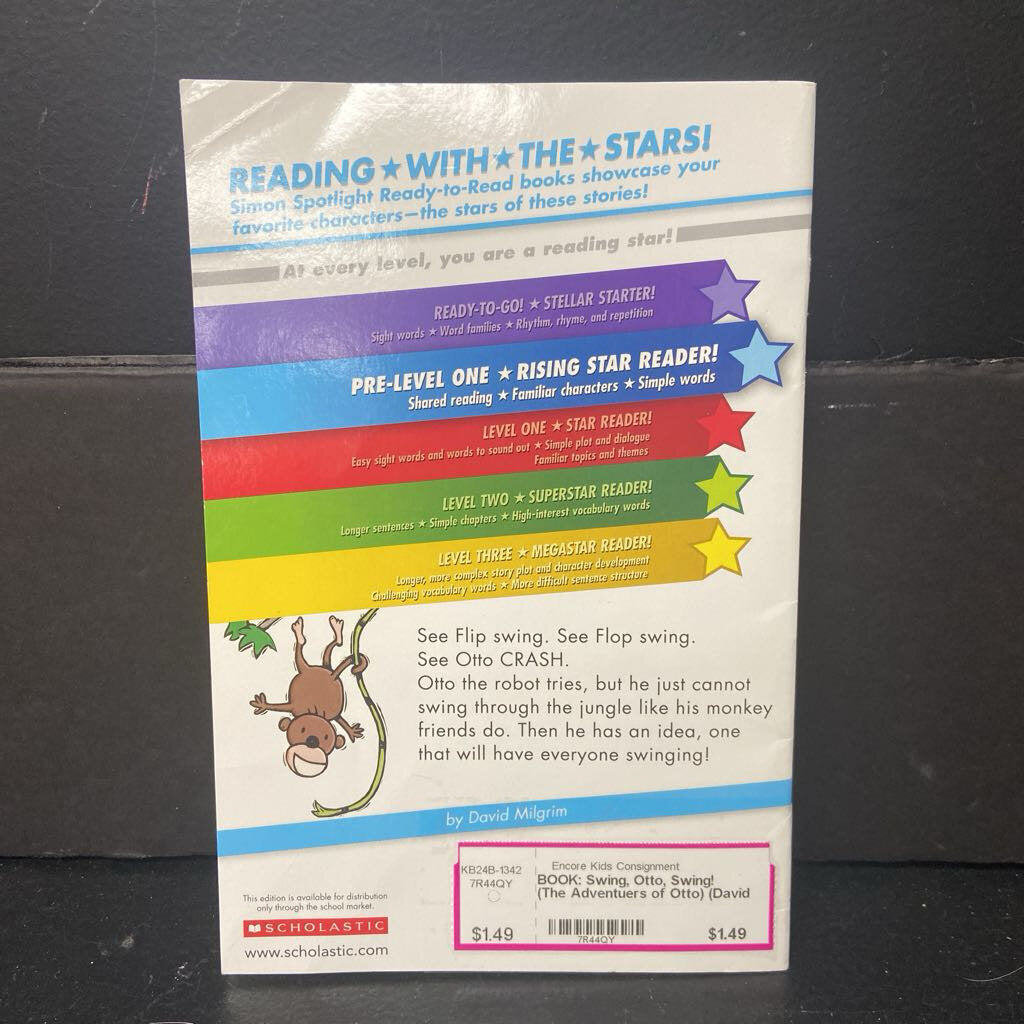 READING★WITH★THE★STARS!
Simon Spotlight Ready-to-Read books showcase your
favorite characters—the stars of these stories!
At every level, you are a reading star!
READY-TO-GO! ★ STELLAR STARTER!
Sight words ★ Word families ★ Rhythm, rhyme, and repetition
PRE-LEVEL ONE ★ RISING STAR READER!
Shared reading ★ Familiar characters ★ Simple words
LEVEL ONE ★ STAR READER!
Easy sight words and words to sound out ★ Simple plot and dialogue
Familiar topics and themes
LEVEL TWO ★ SUPERSTAR READER!
Longer sentences ★ Simple chapters ★ High-interest vocabulary words
LEVEL THREE ★ MEGASTAR READER!
Longer, more complex story plot and character development
Challenging vocabulary words ★ More difficult sentence structure
See Flip swing. See Flop swing.
See Otto CRASH.
Otto the robot tries, but he just cannot
swing through the jungle like his monkey
friends do. Then he has an idea, one
that will have everyone swinging!
by David Milgrim
This edition is available for distribution
only through the school market.
SCHOLASTIC
www.scholastic.com
KB24B-1342
7R44QY
$1.49
Encore Kids Consignment
BOOK: Swing, Otto, Swing!
(The Adventuers of Otto) (David
7R44QY
$1.49